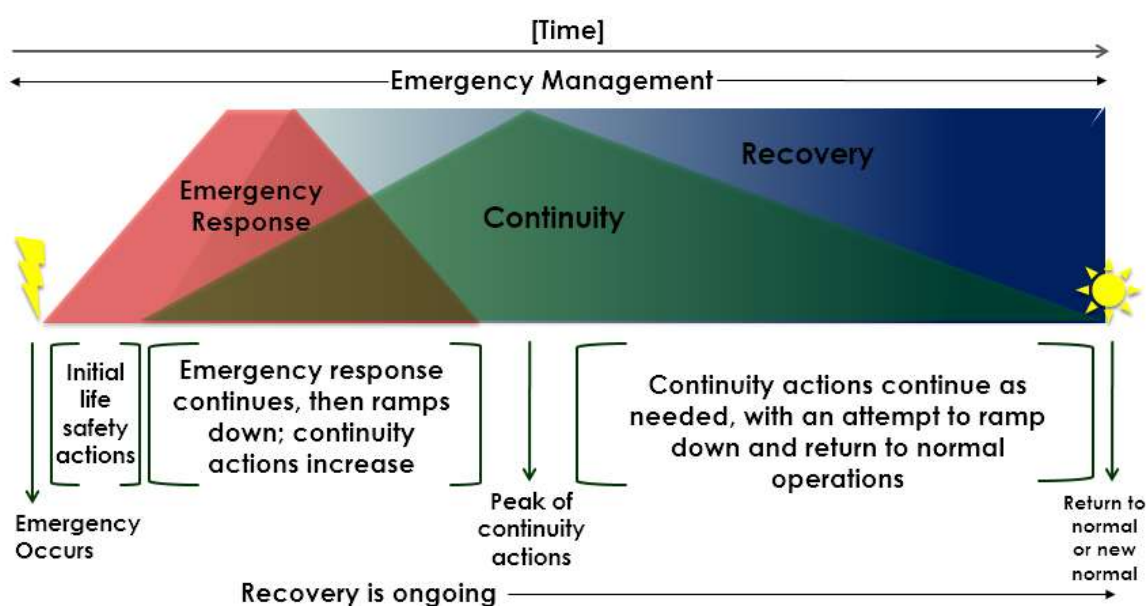 [Time]
Emergency Management
Recovery
Emergency
Response
Continuity
Initial
life
safety
actions
Emergency response
continues, then ramps
down; continuity
actions increase
Continuity actions continue as
needed, with an attempt to ramp
down and return to normal
operations
Emergency
Occurs
Peak of
continuity
actions
Return to
normal
or new
normal
Recovery is ongoing